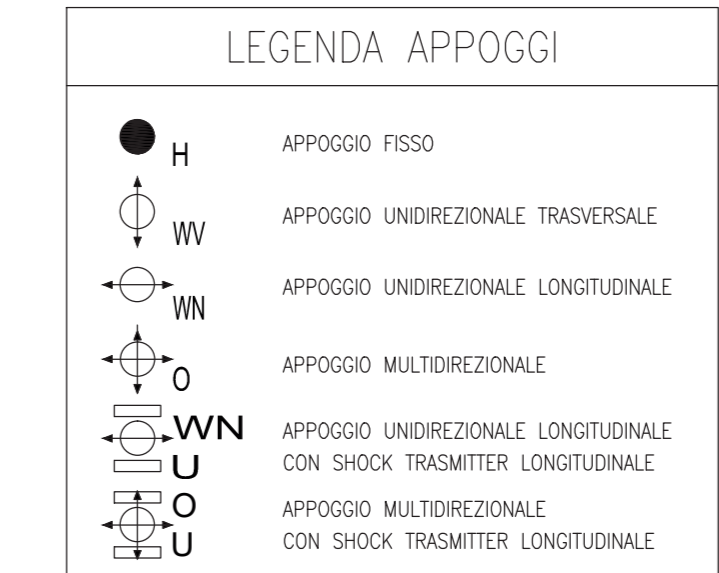 LEGENDA APPOGGI
H APPOGGIO FISSO
WV APPOGGIO UNIDIREZIONALE TRASVERSALE
WN APPOGGIO UNIDIREZIONALE LONGITUDINALE
O APPOGGIO MULTIDIREZIONALE
WN APPOGGIO UNIDIREZIONALE LONGITUDINALE
U CON SHOCK TRASMITTER LONGITUDINALE
O APPOGGIO MULTIDIREZIONALE
U CON SHOCK TRASMITTER LONGITUDINALE